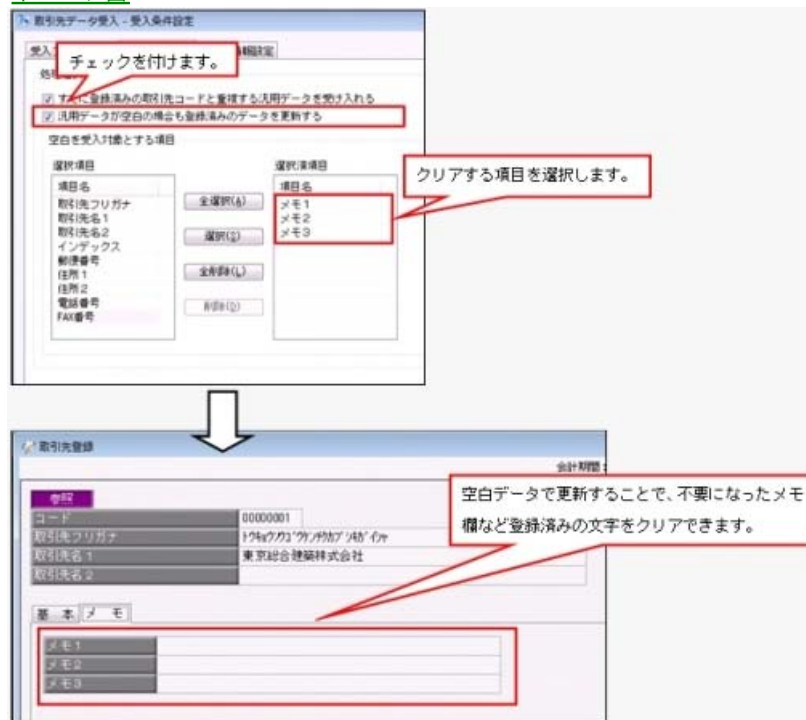 取引先データ受入 - 受入条件設定
チェックを付けます。
すでに登録済みの取引先コードと重複する汎用データを受け入れる
汎用データが空白の場合も登録済みのデータを更新する
空白を受入対象とする項目
選択項目
選択済項目
クリアする項目を選択します。
項目名
項目名
取引先フリガナ
取引先名1
取引先名2
インデックス
郵便番号
住所1
住所2
電話番号
FAX番号
全選択(A)
選択(S)
全削除(L)
削除(D)
メモ1
メモ2
メモ3
取引先登録
会計期間:
空白データで更新することで、不要になったメモ
欄など登録済みの文字をクリアできます。
参照
コード
00000001
取引先フリガナ
取引先名1
東京総合建築株式会社
取引先名2
基 本
メ モ
メモ1
メモ2
メモ3